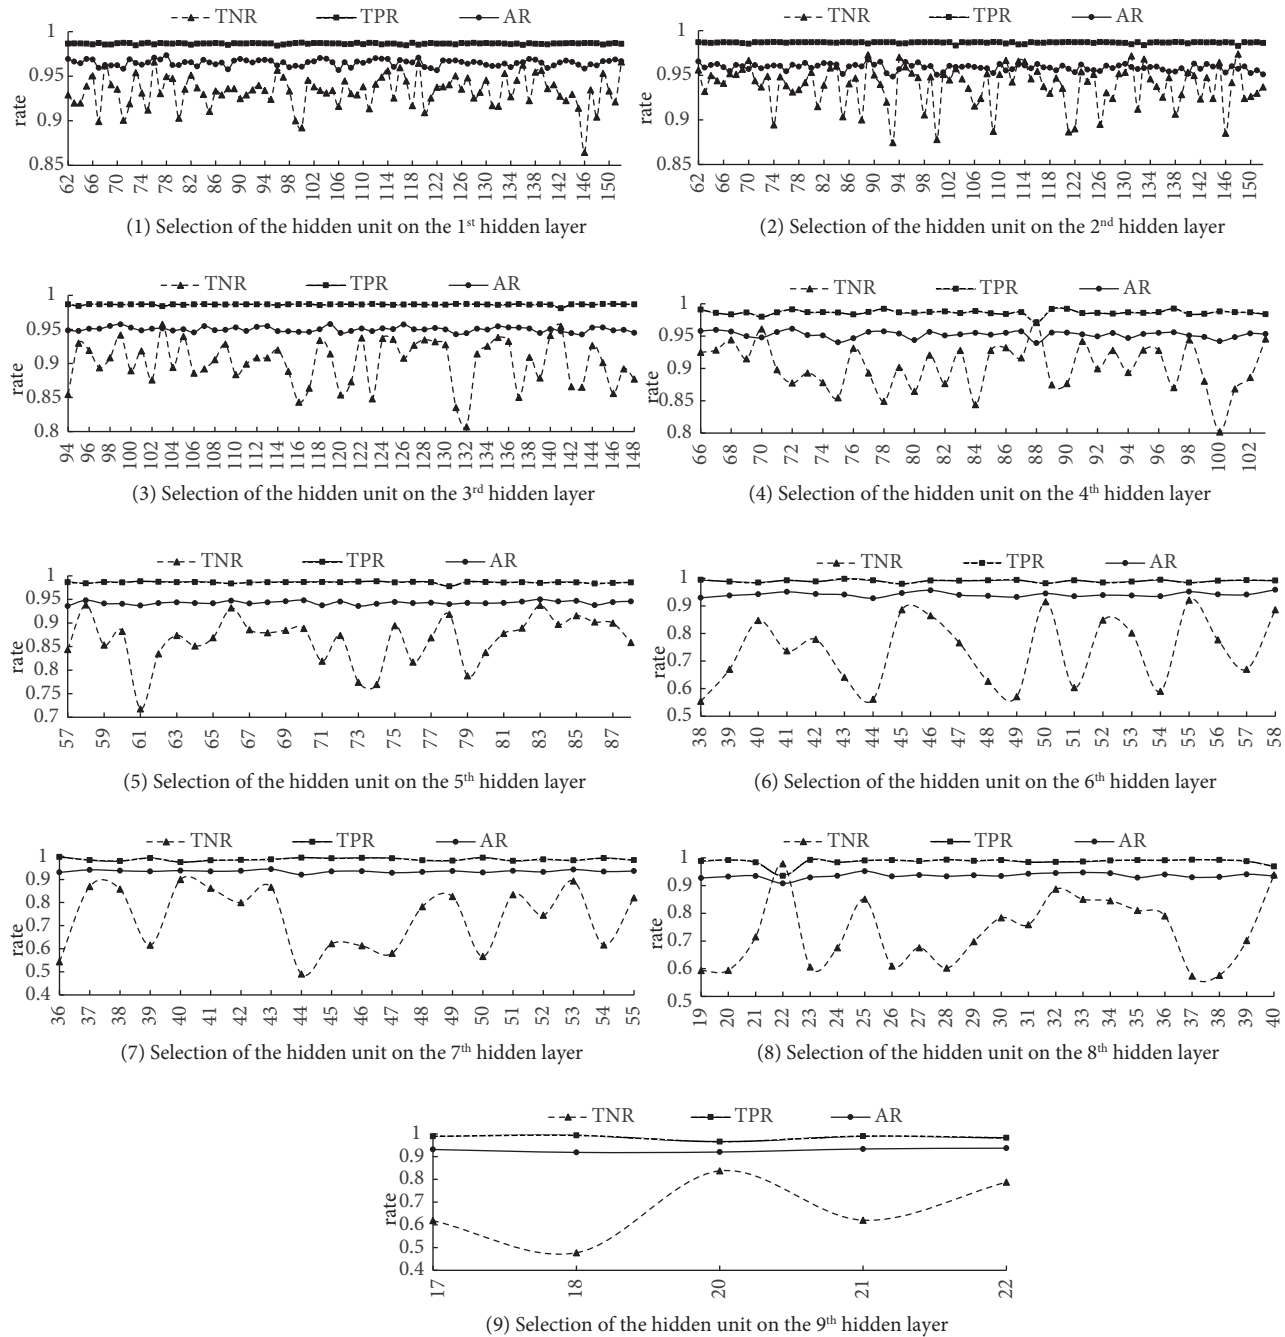 TNR TPR AR
1
0.95
0.9
0.85
rate
62 66 70 74 78 82 86 90 94 98 102 106 110 114 118 122 126 130 134 138 142 146 150
(1) Selection of the hidden unit on the 1st hidden layer
TNR TPR AR
1
0.95
0.9
0.85
rate
62 66 70 74 78 82 86 90 94 98 102 106 110 114 118 122 126 130 134 138 142 146 150
(2) Selection of the hidden unit on the 2nd hidden layer
TNR TPR AR
1
0.95
0.9
0.85
0.8
rate
94 96 98 100 102 104 106 108 110 112 114 116 118 120 122 124 126 128 130 132 134 136 138 140 142 144 146 148
(3) Selection of the hidden unit on the 3rd hidden layer
TNR TPR AR
1
0.95
0.9
0.85
0.8
rate
66 68 70 72 74 76 78 80 82 84 86 88 90 92 94 96 98 100 102
(4) Selection of the hidden unit on the 4th hidden layer
TNR TPR AR
1
0.95
0.9
0.85
0.8
0.75
0.7
rate
57 59 61 63 65 67 69 71 73 75 77 79 81 83 85 87
(5) Selection of the hidden unit on the 5th hidden layer
TNR TPR AR
1
0.9
0.8
0.7
0.6
0.5
rate
38 39 40 41 42 43 44 45 46 47 48 49 50 51 52 53 54 55 56 57 58
(6) Selection of the hidden unit on the 6th hidden layer
TNR TPR AR
1
0.9
0.8
0.7
0.6
0.5
0.4
rate
36 37 38 39 40 41 42 43 44 45 46 47 48 49 50 51 52 53 54 55
(7) Selection of the hidden unit on the 7th hidden layer
TNR TPR AR
1
0.9
0.8
0.7
0.6
0.5
rate
19 20 21 22 23 24 25 26 27 28 29 30 31 32 33 34 35 36 37 38 39 40
(8) Selection of the hidden unit on the 8th hidden layer
TNR TPR AR
1
0.9
0.8
0.7
0.6
0.5
0.4
rate
17 18 20 21 22
(9) Selection of the hidden unit on the 9th hidden layer